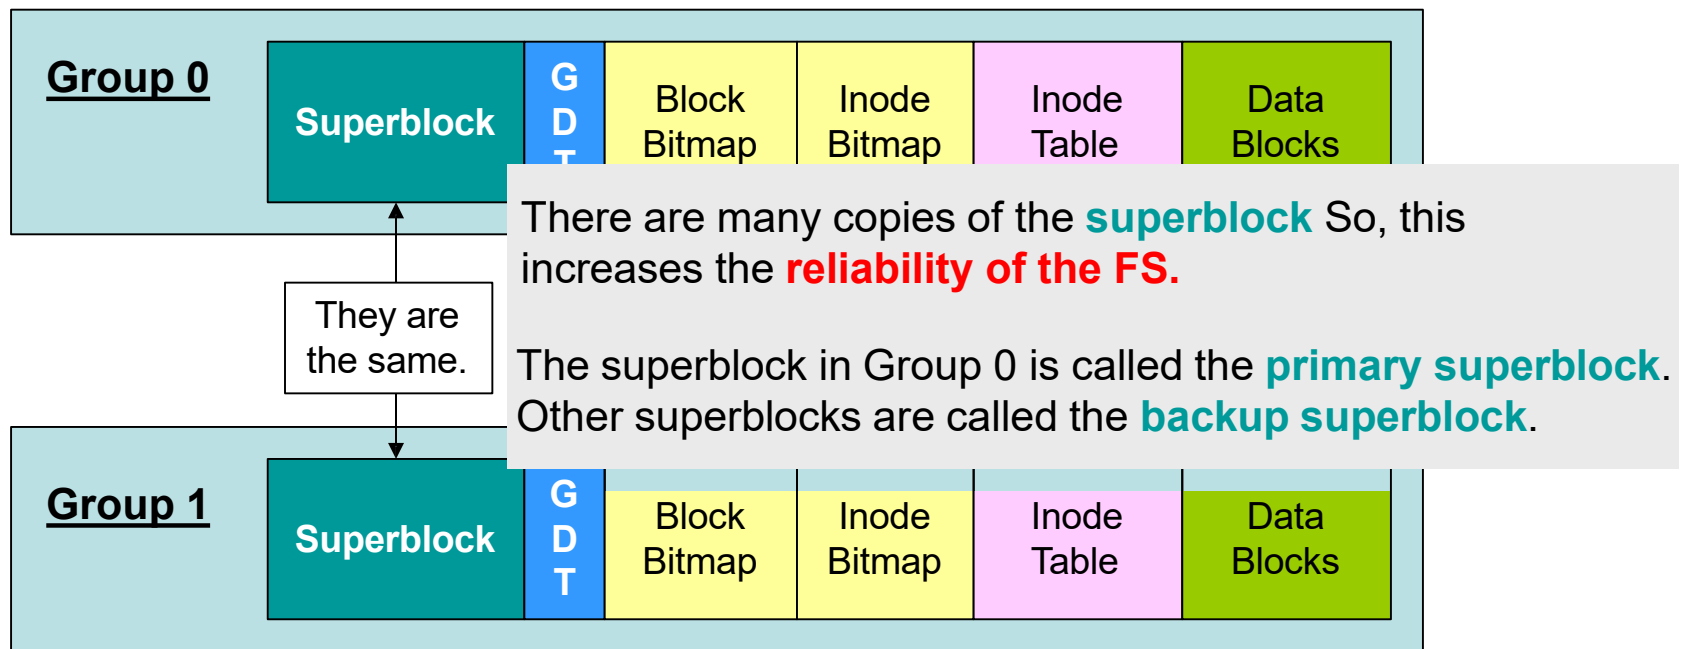 Group 0
Superblock
G
D
T
Block
Bitmap
Inode
Bitmap
Inode
Table
Data
Blocks
There are many copies of the superblock So, this
increases the reliability of the FS.
They are
the same.
The superblock in Group 0 is called the primary superblock.
Other superblocks are called the backup superblock.
Group 1
Superblock
G
D
T
Block
Bitmap
Inode
Bitmap
Inode
Table
Data
Blocks